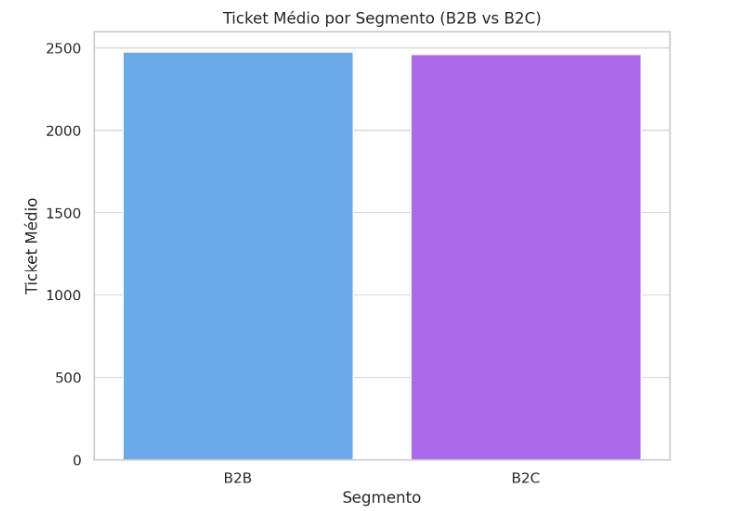 Ticket Médio por Segmento (B2B vs B2C)
2500
2000
1500
1000
500
0
Ticket Médio
B2B
B2C
Segmento